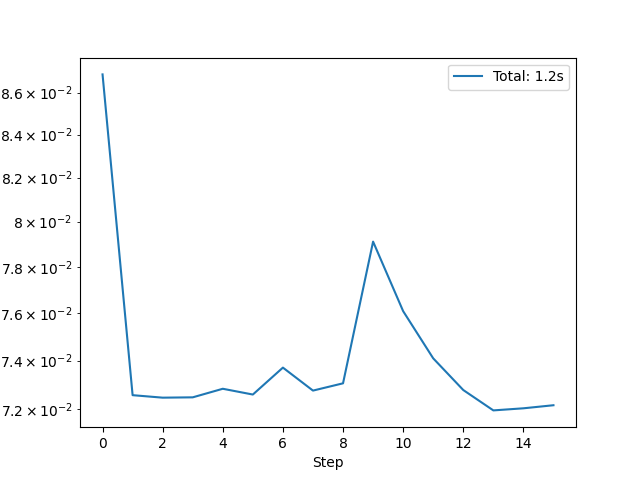 Total: 1.2s
8.6 × 10⁻²
8.4 × 10⁻²
8.2 × 10⁻²
8 × 10⁻²
7.8 × 10⁻²
7.6 × 10⁻²
7.4 × 10⁻²
7.2 × 10⁻²
0 2 4 6 8 10 12 14
Step